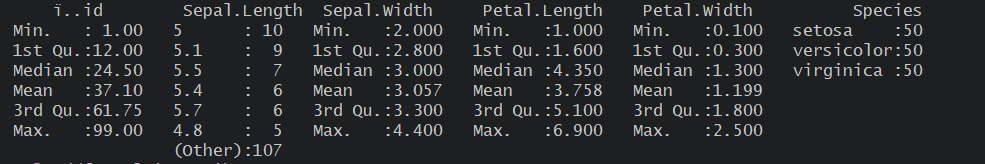 ï..id Sepal.Length Sepal.Width Petal.Length Petal.Width Species
Min. : 1.00 5 : 10 Min. :2.000 Min. :1.000 Min. :0.100 setosa :50
1st Qu.:12.00 5.1 : 9 1st Qu.:2.800 1st Qu.:1.600 1st Qu.:0.300 versicolor:50
Median :24.50 5.5 : 7 Median :3.000 Median :4.350 Median :1.300 virginica :50
Mean :37.10 5.4 : 6 Mean :3.057 Mean :3.758 Mean :1.199
3rd Qu.:61.75 5.7 : 6 3rd Qu.:3.300 3rd Qu.:5.100 3rd Qu.:1.800
Max. :99.00 4.8 : 5 Max. :4.400 Max. :6.900 Max. :2.500
(Other):107